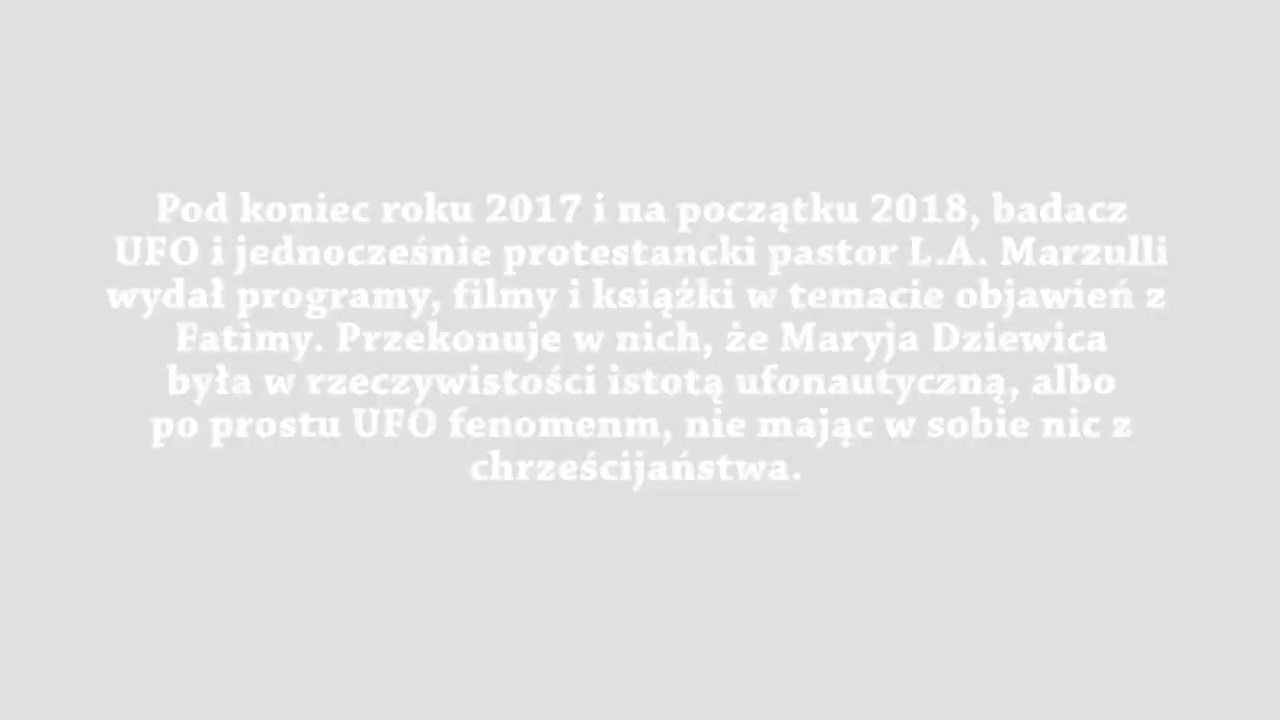 Pod koniec roku 2017 i na początku 2018, badacz
UFO i jednocześnie protestancki pastor L.A. Marzulli
wydał programy, filmy i książki w temacie objawień z
Fatimy. Przekonuje w nich, że Maryja Dziewica
była w rzeczywistości istotą ufonautyczną, albo
po prostu UFO fenomenm, nie mając w sobie nic z
chrześcijaństwa.